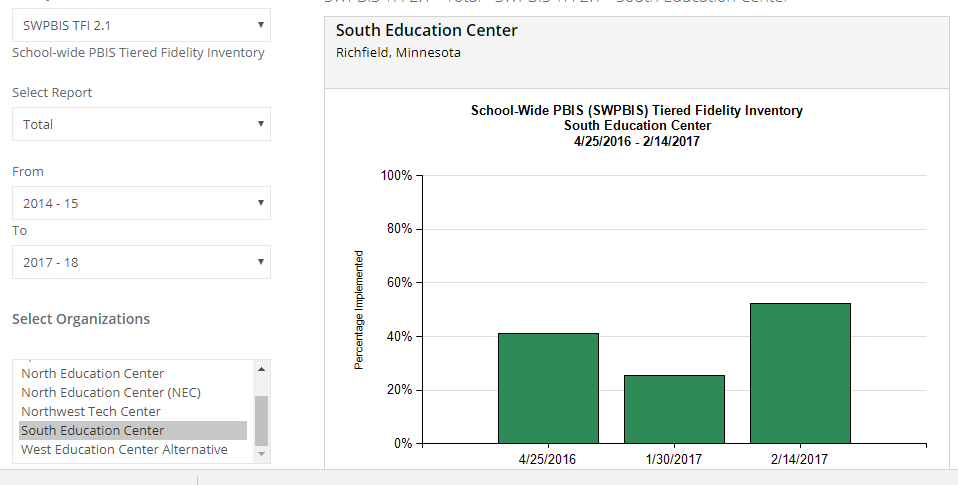 SWPBIS TFI 2.1
School-wide PBIS Tiered Fidelity Inventory
Select Report
Total
From
2014 - 15
To
2017 - 18
Select Organizations
North Education Center
North Education Center (NEC)
Northwest Tech Center
South Education Center
West Education Center Alternative
South Education Center
Richfield, Minnesota
School-Wide PBIS (SWPBIS) Tiered Fidelity Inventory
South Education Center
4/25/2016 - 2/14/2017
Percentage Implemented
100%
80%
60%
40%
20%
0%
4/25/2016 1/30/2017 2/14/2017